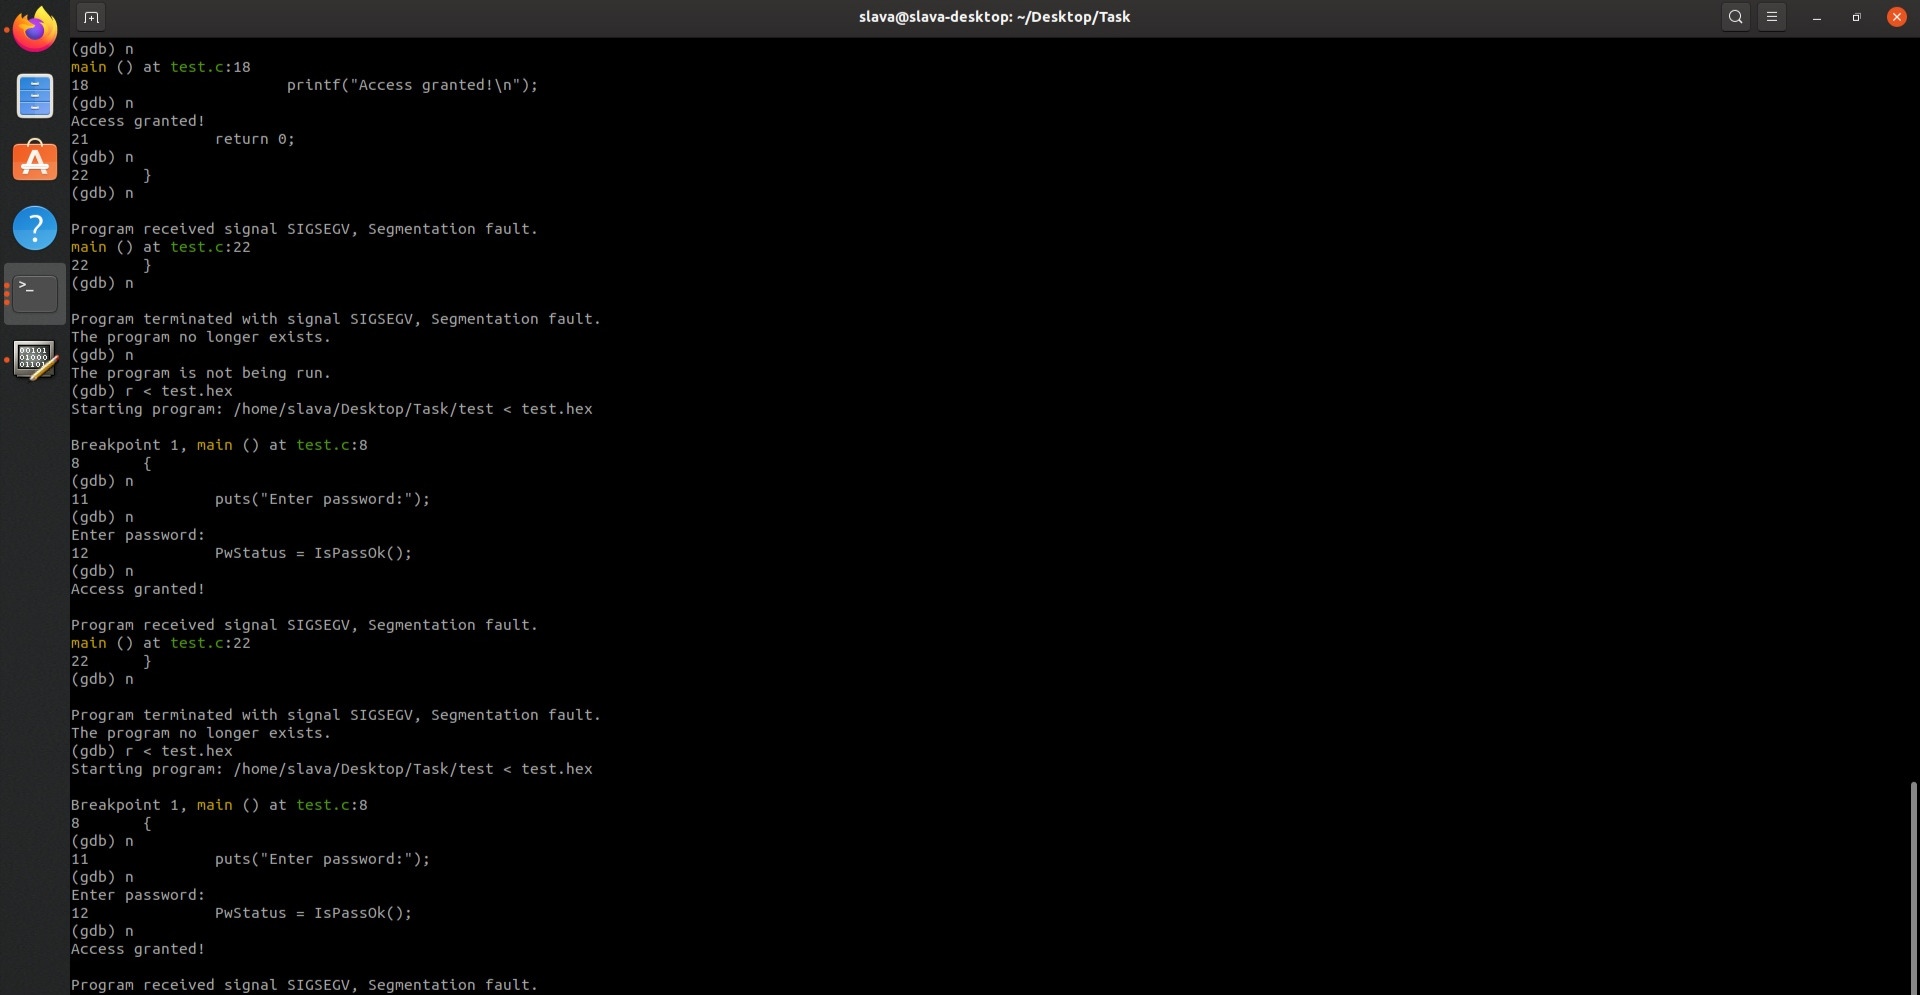 slava@slava-desktop: ~/Desktop/Task
(gdb) n
main () at test.c:18
18                      printf("Access granted!\n");
(gdb) n
Access granted!
21              return 0;
(gdb) n
22      }
(gdb) n
Program received signal SIGSEGV, Segmentation fault.
main () at test.c:22
22      }
(gdb) n
Program terminated with signal SIGSEGV, Segmentation fault.
The program no longer exists.
(gdb) n
The program is not being run.
(gdb) r < test.hex
Starting program: /home/slava/Desktop/Task/test < test.hex
Breakpoint 1, main () at test.c:8
8       {
(gdb) n
11              puts("Enter password:");
(gdb) n
Enter password:
12              PwStatus = IsPassOk();
(gdb) n
Access granted!
Program received signal SIGSEGV, Segmentation fault.
main () at test.c:22
22      }
(gdb) n
Program terminated with signal SIGSEGV, Segmentation fault.
The program no longer exists.
(gdb) r < test.hex
Starting program: /home/slava/Desktop/Task/test < test.hex
Breakpoint 1, main () at test.c:8
8       {
(gdb) n
11              puts("Enter password:");
(gdb) n
Enter password:
12              PwStatus = IsPassOk();
(gdb) n
Access granted!
Program received signal SIGSEGV, Segmentation fault.
?
>_
00101
01000
01101